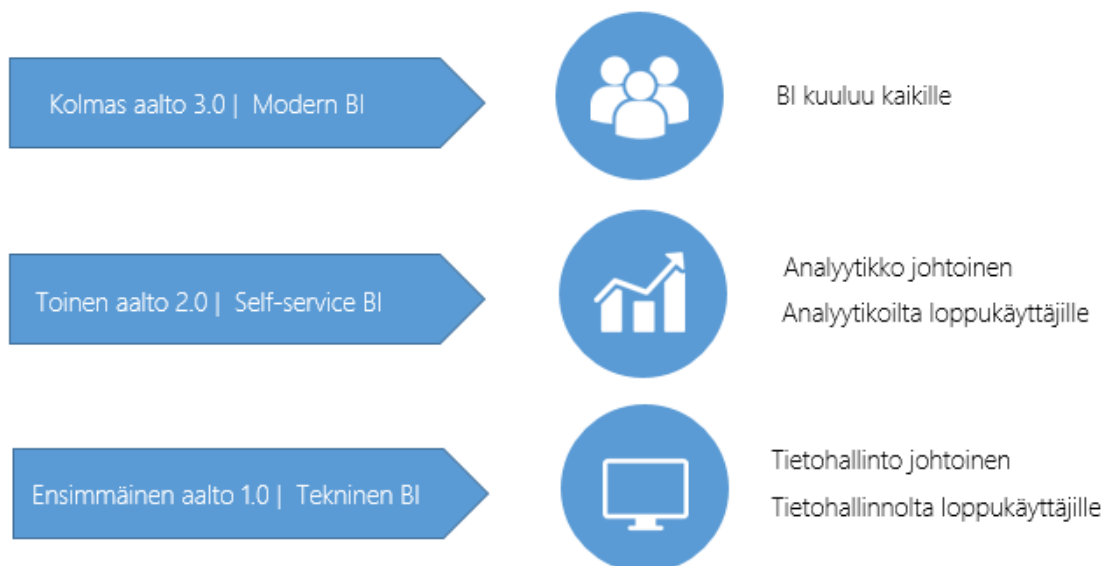 Kolmas aalto 3.0 | Modern BI
BI kuuluu kaikille
Toinen aalto 2.0 | Self-service BI
Analyytikko johtoinen
Analyytikoilta loppukäyttäjille
Ensimmäinen aalto 1.0 | Tekninen BI
Tietohallinto johtoinen
Tietohallinnolta loppukäyttäjille